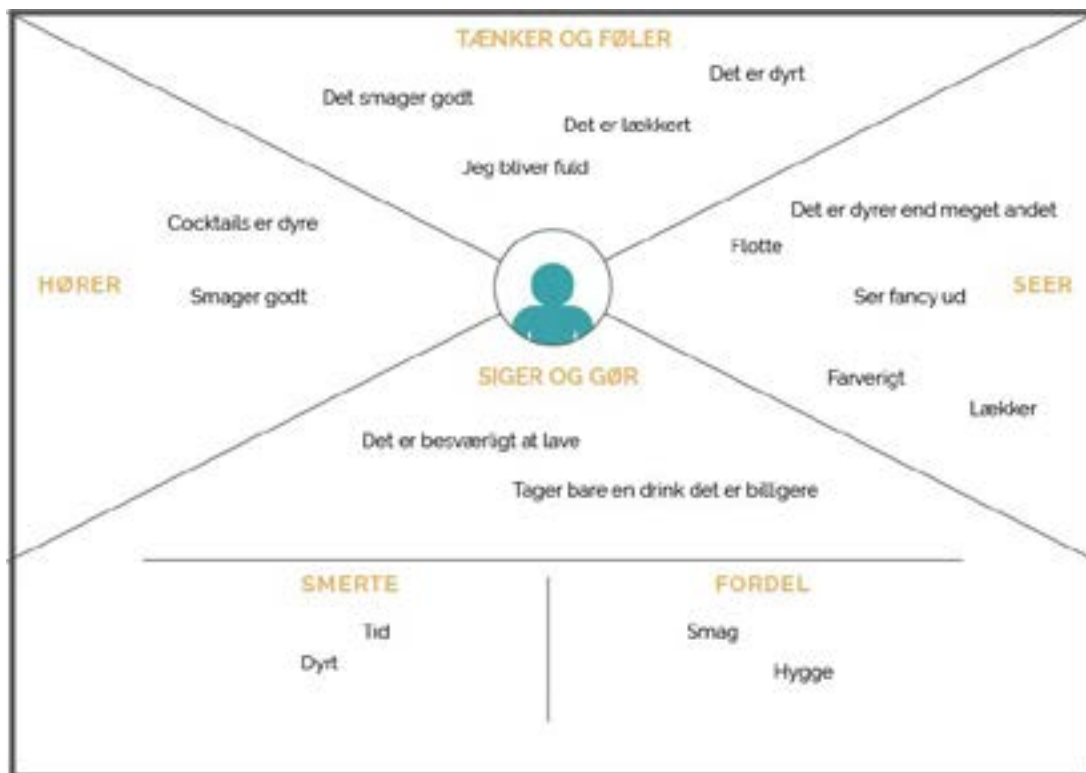 TÆNKER OG FØLER
Det er dyrt
Det smager godt
Det er lækkert
Jeg bliver fuld
HØRER
Cocktails er dyre
Smager godt
SEER
Det er dyrer end meget andet
Flotte
Ser fancy ud
Farverigt
Lækker
SIGER OG GØR
Det er besværligt at lave
Tager bare en drink det er billigere
SMERTE
Tid
Dyrt
FORDEL
Smag
Hygge